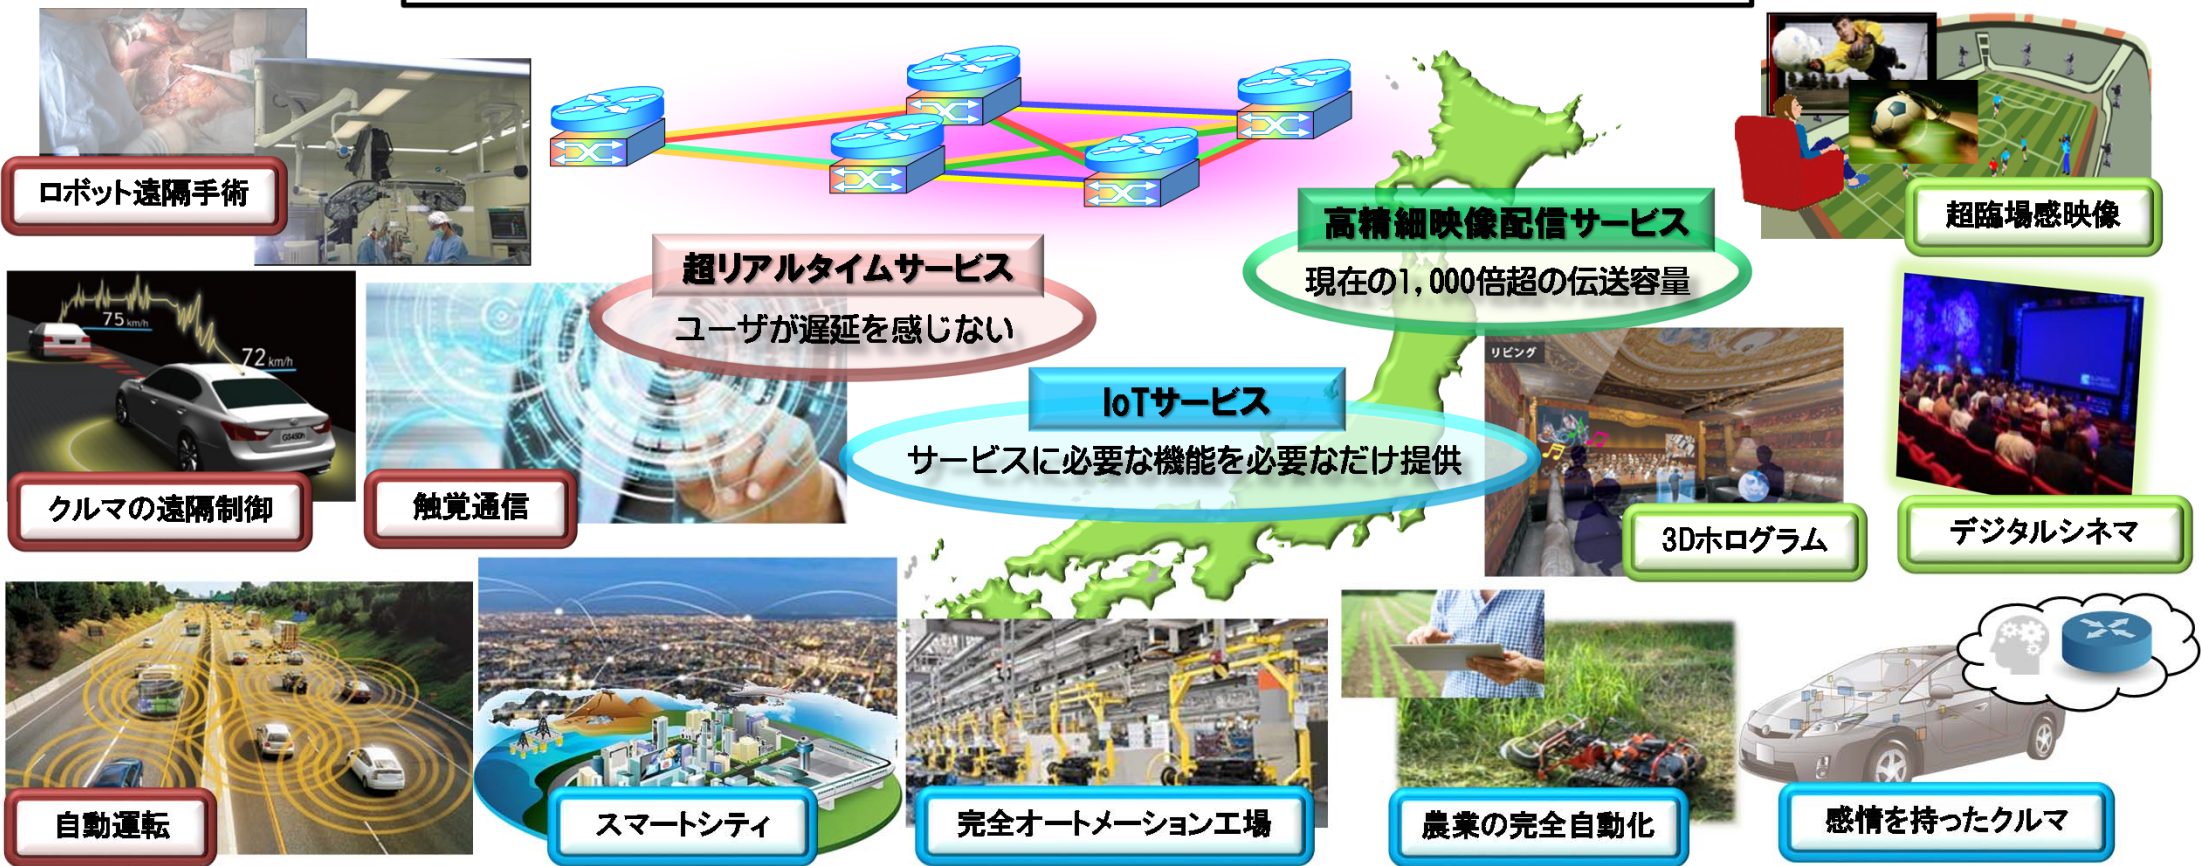 ロボット遠隔手術
超リアルタイムサービス
ユーザが遅延を感じない
高精細映像配信サービス
現在の1,000倍超の伝送容量
超臨場感映像
75 km/h
72 km/h
GS450h
クルマの遠隔制御
触覚通信
IoTサービス
サービスに必要な機能を必要なだけ提供
リビング
3Dホログラム
デジタルシネマ
自動運転
スマートシティ
完全オートメーション工場
農業の完全自動化
感情を持ったクルマ